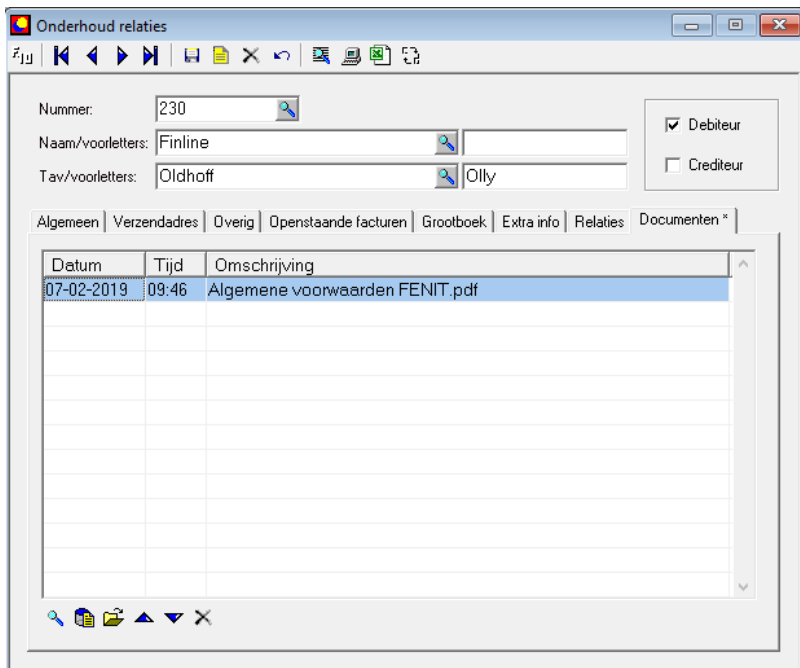 Onderhoud relaties
Nummer: 230
Debiteur
Naam/voorletters: Finline
Crediteur
Tav/voorletters: Oldhoff Olly
Algemeen Verzendadres Overig Openstaande facturen Grootboek Extra info Relaties Documenten *
Datum Tijd Omschrijving
07-02-2019 09:46 Algemene voorwaarden FENIT.pdf